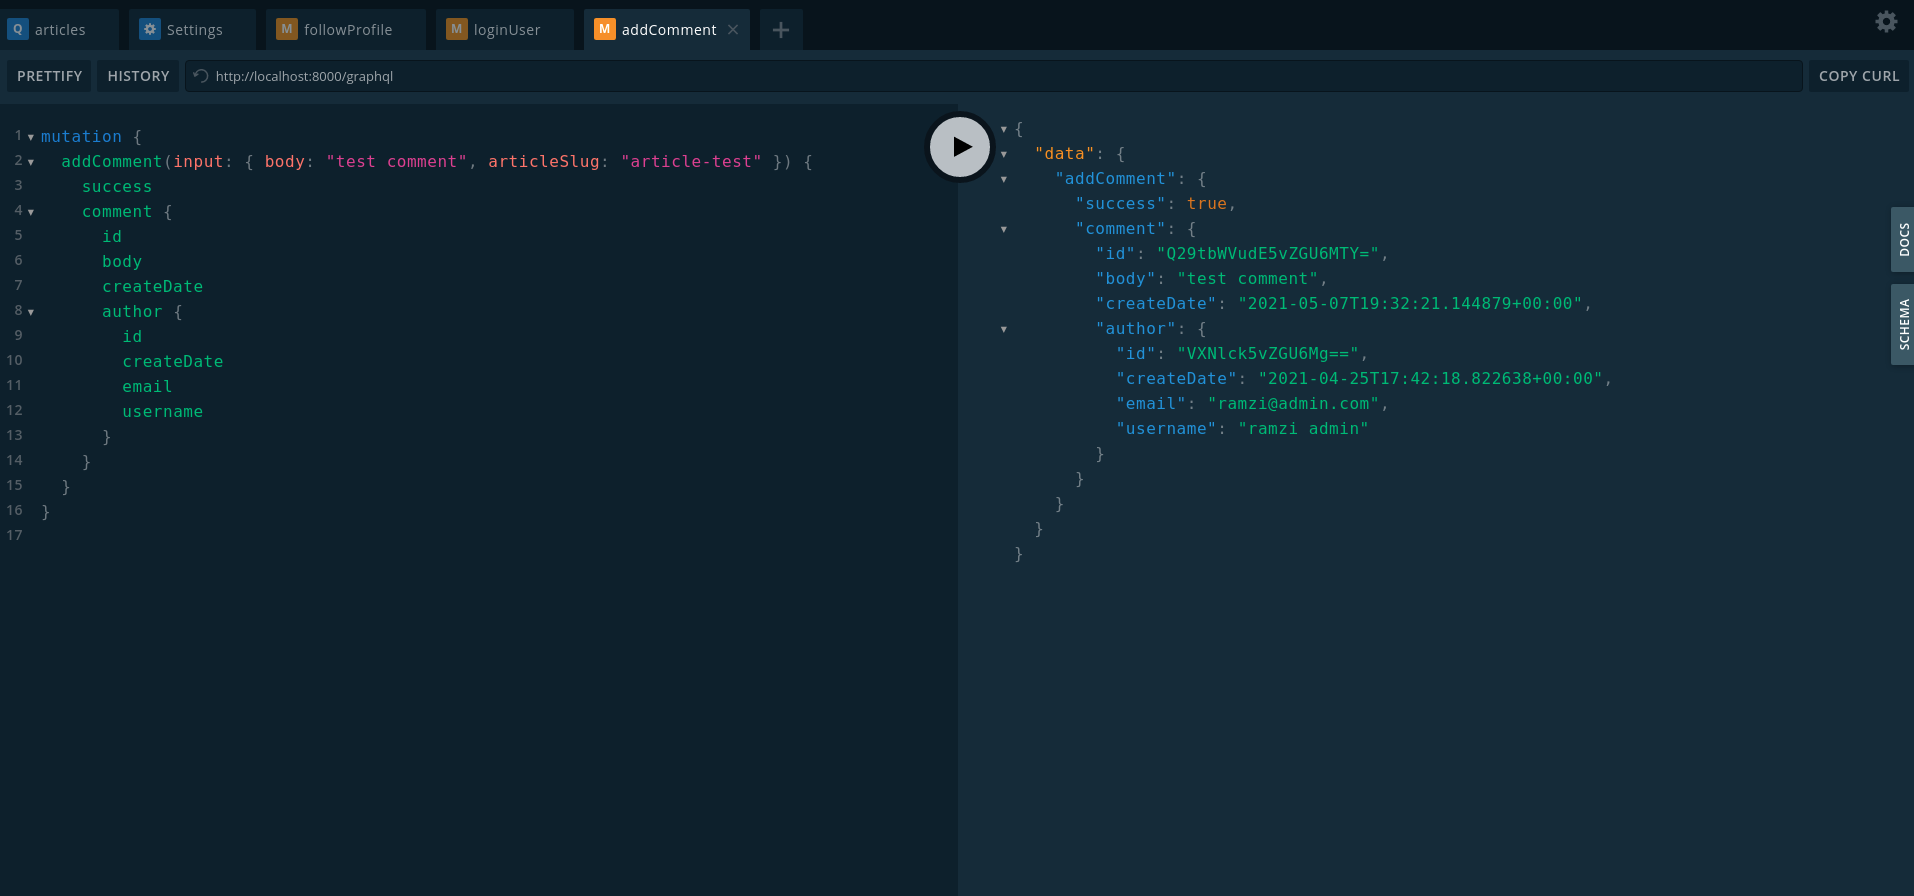 Q articles Settings M followProfile M loginUser M addComment
PRETTIFY HISTORY http://localhost:8000/graphql COPY CURL
1 mutation {
2 addComment(input: { body: "test comment", articleSlug: "article-test" }) {
3 success
4 comment {
5 id
6 body
7 createDate
8 author {
9 id
10 createDate
11 email
12 username
13 }
14 }
15 }
16 }
17
{
"data": {
"addComment": {
"success": true,
"comment": {
"id": "Q29tbWVudE5vZGU6MTY=",
"body": "test comment",
"createDate": "2021-05-07T19:32:21.144879+00:00",
"author": {
"id": "VXNlck5vZGU6Mg==",
"createDate": "2021-04-25T17:42:18.822638+00:00",
"email": "ramzi@admin.com",
"username": "ramzi admin"
}
}
}
}
}
DOCS
SCHEMA